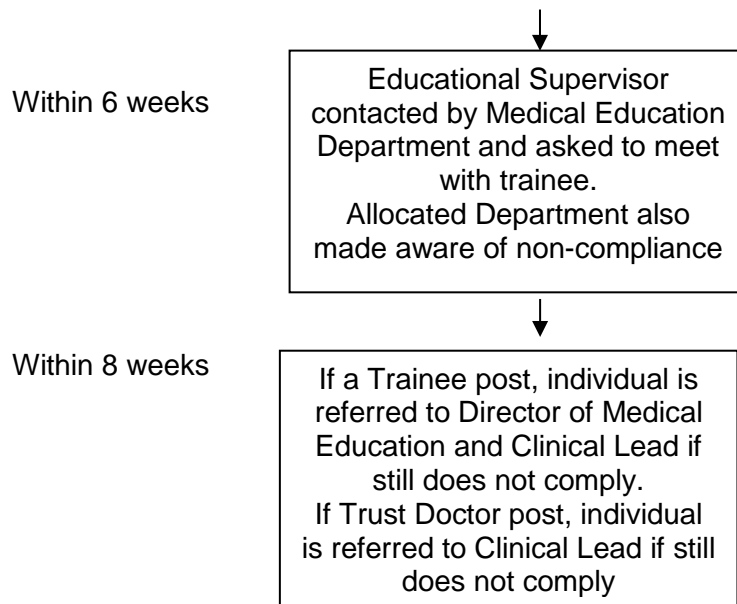 Within 6 weeks
Educational Supervisor
contacted by Medical Education
Department and asked to meet
with trainee.
Allocated Department also
made aware of non-compliance
Within 8 weeks
If a Trainee post, individual is
referred to Director of Medical
Education and Clinical Lead if
still does not comply.
If Trust Doctor post, individual
is referred to Clinical Lead if still
does not comply